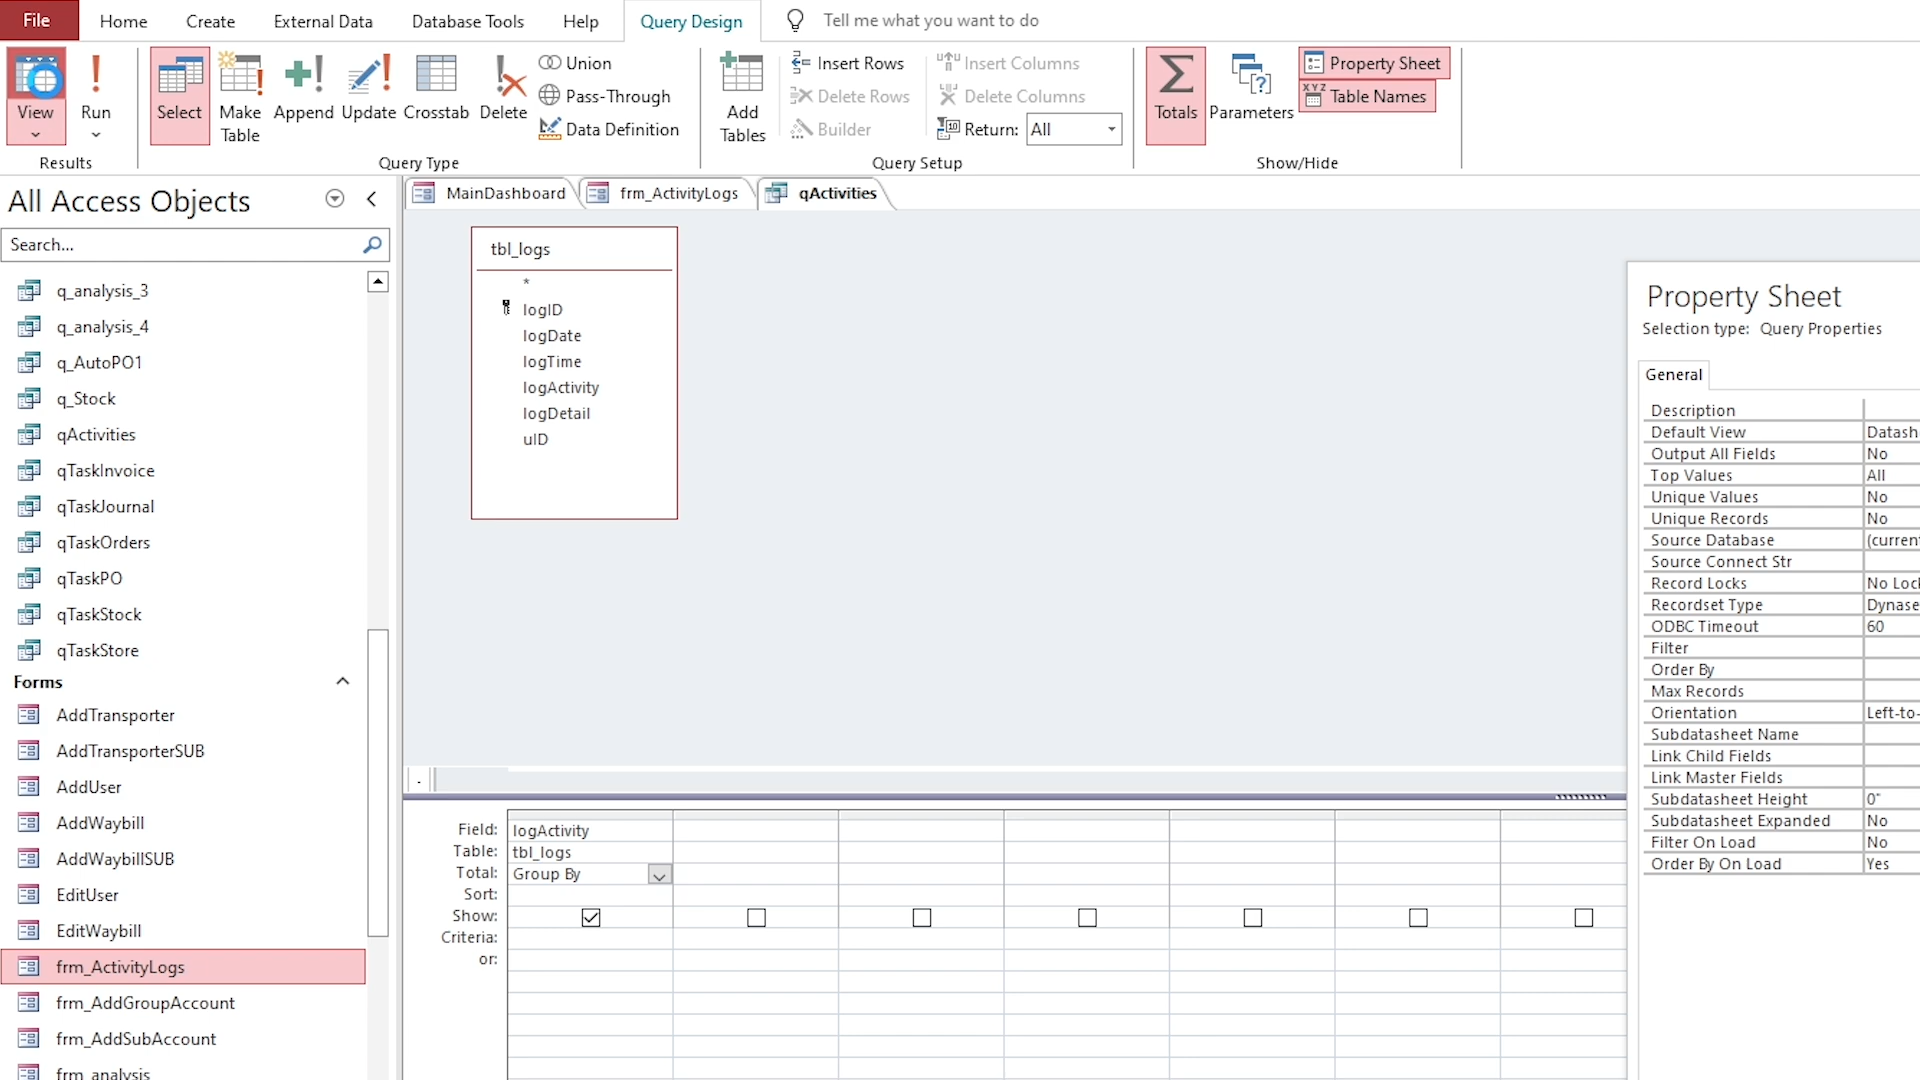 File
Home
Create
External Data
Database Tools
Help
Query Design
Tell me what you want to do
View
Run
Results
Select
Make Table
Append
Update
Crosstab
Delete
Union
Pass-Through
Data Definition
Query Type
Add Tables
Insert Rows
Delete Rows
Builder
Insert Columns
Delete Columns
Return: All
Query Setup
Totals
Parameters
Property Sheet
XYZ Table Names
Show/Hide
All Access Objects
Search...
q_analysis_3
q_analysis_4
q_AutoPO1
q_Stock
qActivities
qTaskInvoice
qTaskJournal
qTaskOrders
qTaskPO
qTaskStock
qTaskStore
Forms
AddTransporter
AddTransporterSUB
AddUser
AddWaybill
AddWaybillSUB
EditUser
EditWaybill
frm_ActivityLogs
frm_AddGroupAccount
frm_AddSubAccount
frm_analysis
MainDashboard
frm_ActivityLogs
qActivities
tbl_logs
*
logID
logDate
logTime
logActivity
logDetail
uID
Field: logActivity
Table: tbl_logs
Total: Group By
Sort:
Show:
Criteria:
or:
Property Sheet
Selection type: Query Properties
General
Description
Default View Datash
Output All Fields No
Top Values All
Unique Values No
Unique Records No
Source Database (current
Source Connect Str
Record Locks No Lock
Recordset Type Dynase
ODBC Timeout 60
Filter
Order By
Max Records
Orientation Left-to-
Subdatasheet Name
Link Child Fields
Link Master Fields
Subdatasheet Height 0"
Subdatasheet Expanded No
Filter On Load No
Order By On Load Yes